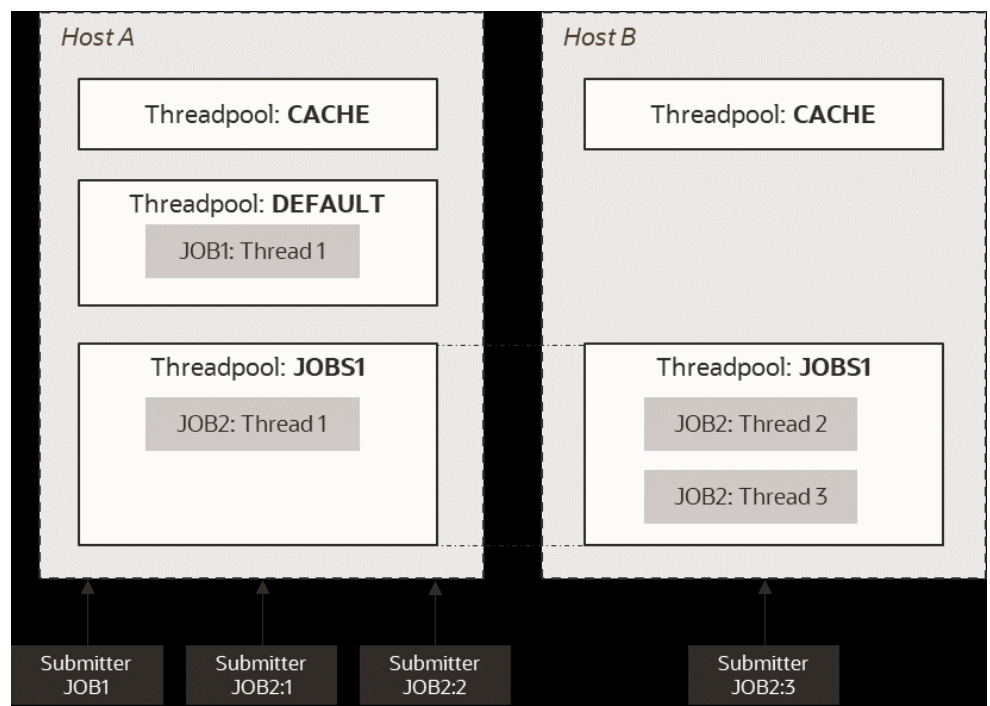 Host A
Threadpool: CACHE
Threadpool: DEFAULT
JOB1: Thread 1
Threadpool: JOBS1
JOB2: Thread 1
Host B
Threadpool: CACHE
Threadpool: JOBS1
JOB2: Thread 2
JOB2: Thread 3
Submitter
JOB1
Submitter
JOB2:1
Submitter
JOB2:2
Submitter
JOB2:3